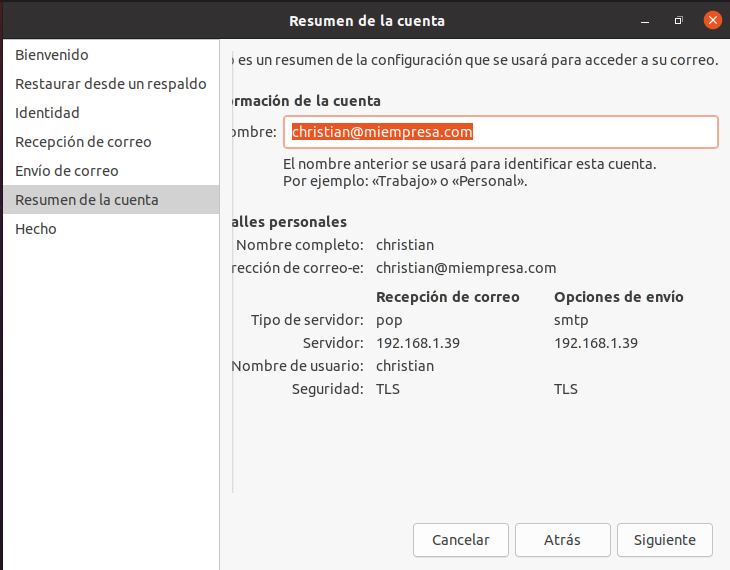 Resumen de la cuenta
Bienvenido
Restaurar desde un respaldo
Identidad
Recepción de correo
Envío de correo
Resumen de la cuenta
Hecho
o es un resumen de la configuración que se usará para acceder a su correo.
ormación de la cuenta
ombre: christian@miempresa.com
El nombre anterior se usará para identificar esta cuenta.
Por ejemplo: «Trabajo» o «Personal».
alles personales
Nombre completo: christian
rección de correo-e: christian@miempresa.com
Recepción de correo Opciones de envío
Tipo de servidor: pop smtp
Servidor: 192.168.1.39 192.168.1.39
Nombre de usuario: christian
Seguridad: TLS TLS
Cancelar Atrás Siguiente